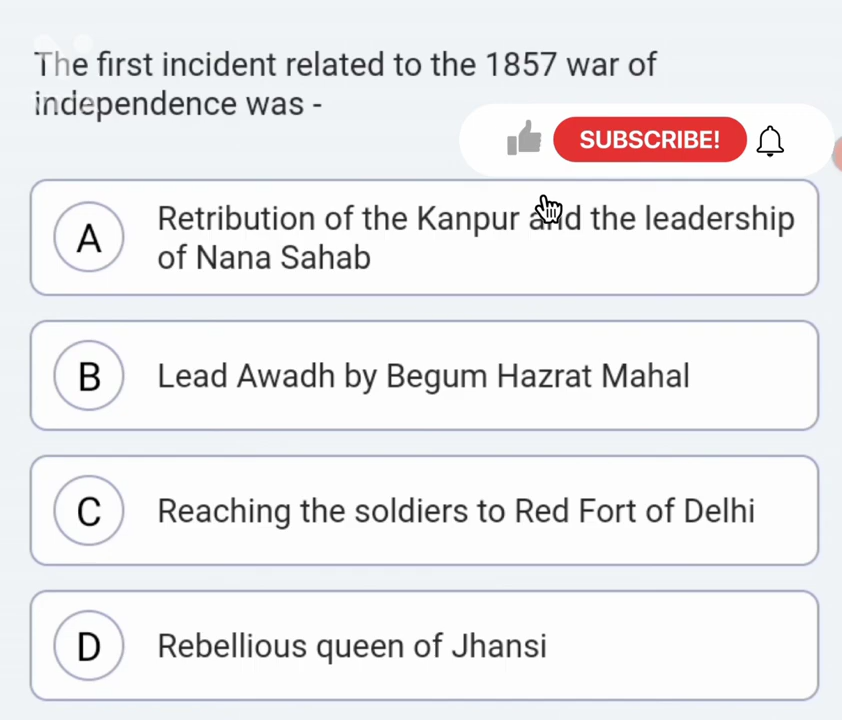 The first incident related to the 1857 war of
independence was -
SUBSCRIBE!
A
Retribution of the Kanpur and the leadership
of Nana Sahab
B
Lead Awadh by Begum Hazrat Mahal
C
Reaching the soldiers to Red Fort of Delhi
D
Rebellious queen of Jhansi